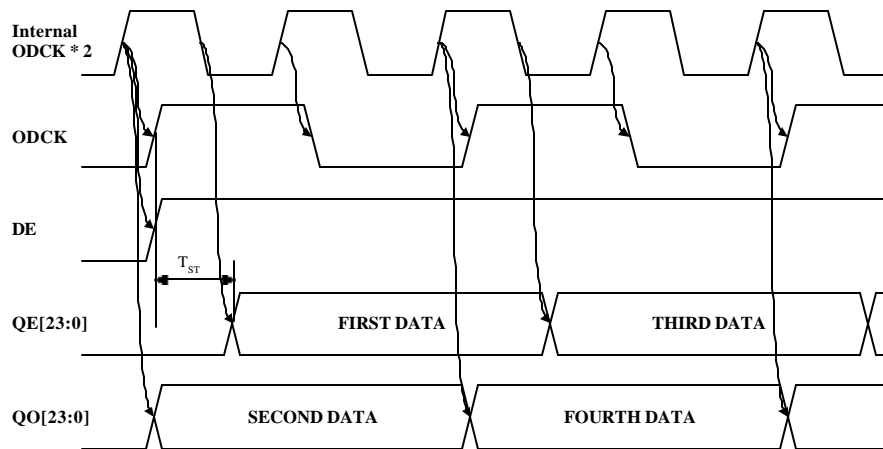 Internal
ODCK * 2
ODCK
DE
T_ST
QE[23:0]
FIRST DATA
THIRD DATA
QO[23:0]
SECOND DATA
FOURTH DATA